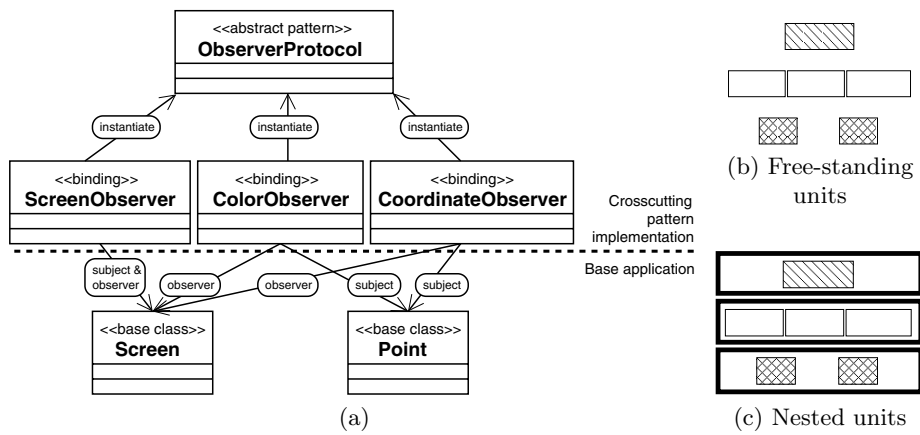 <<abstract pattern>>
ObserverProtocol
instantiate
instantiate
instantiate
<<binding>>
ScreenObserver
<<binding>>
ColorObserver
<<binding>>
CoordinateObserver
Crosscutting
pattern
implementation
Base application
subject &
observer
observer
observer
subject
subject
<<base class>>
Screen
<<base class>>
Point
(a)
(b) Free-standing
units
(c) Nested units